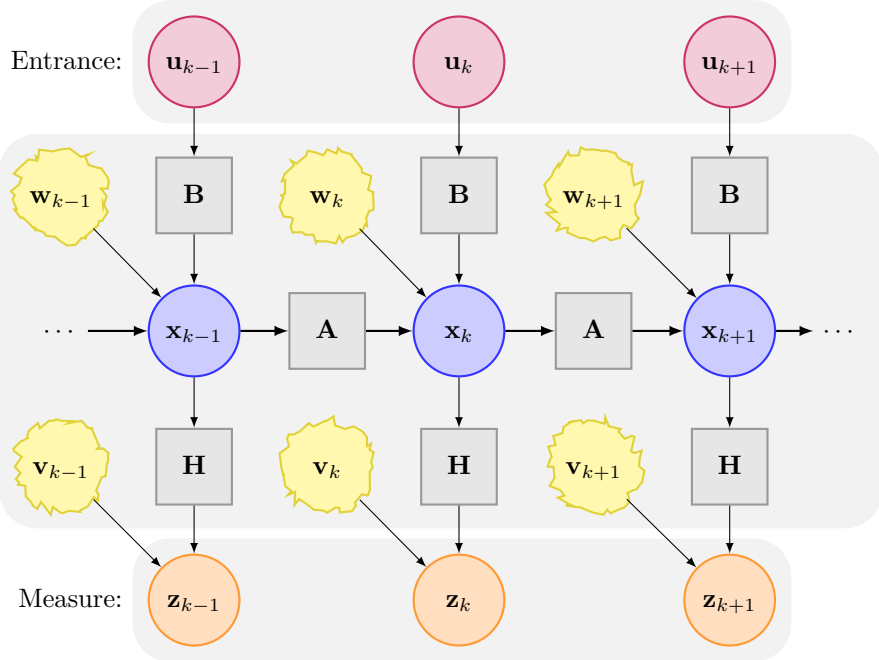 Entrance: u_{k−1} u_k u_{k+1}
w_{k−1} B w_k B w_{k+1} B
⋯ x_{k−1} A x_k A x_{k+1} ⋯
v_{k−1} H v_k H v_{k+1} H
Measure: z_{k−1} z_k z_{k+1}